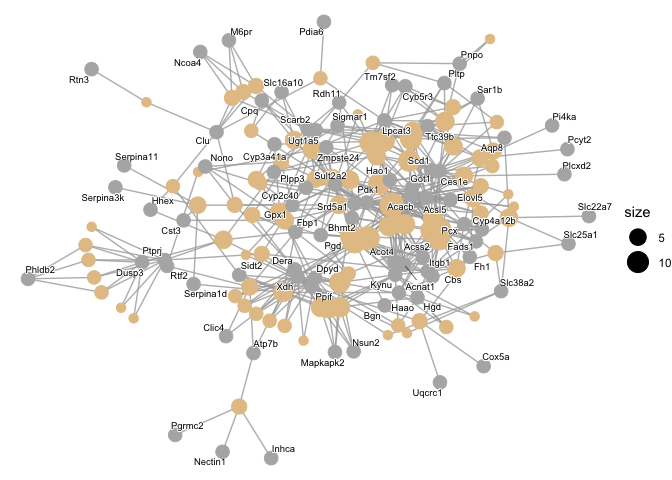 M6pr
Pdia6
Ncoa4
Pnpo
Rtn3
Slc16a10
Tm7sf2
Pltp
Rdh11
Cyb5r3
Sar1b
Cpq
Scarb2
Sigmar1
Pi4ka
Lpcat3
Clu
Ugt1a5
Ttc39b
Pcyt2
Aqp8
Serpina11
Nono
Cyp3a41a
Zmpste24
Scd1
Hao1
Plpp3
Sult2a2
Got1
Ces1e
Plcxd2
Pdk1
Serpina3k
Hhex
Cyp2c40
Elovl5
Srd5a1
Acacb
Acsl5
Slc22a7
Gpx1
Fbp1
Cyp4a12b
Cst3
Bhmt2
Pcx
Pgd
Acss2
Fads1
Slc25a1
Ptprj
Acot4
Phldb2
Dusp3
Rtf2
Sidt2
Dera
Dpyd
Itgb1
Fh1
Xdh
Kynu
Cbs
Slc38a2
Serpina1d
Ppif
Acnat1
Haao
Hgd
Bgn
Clic4
Atp7b
Nsun2
Mapkapk2
Cox5a
Uqcrc1
Pgrmc2
Nectin1
Inhca
size
5
10